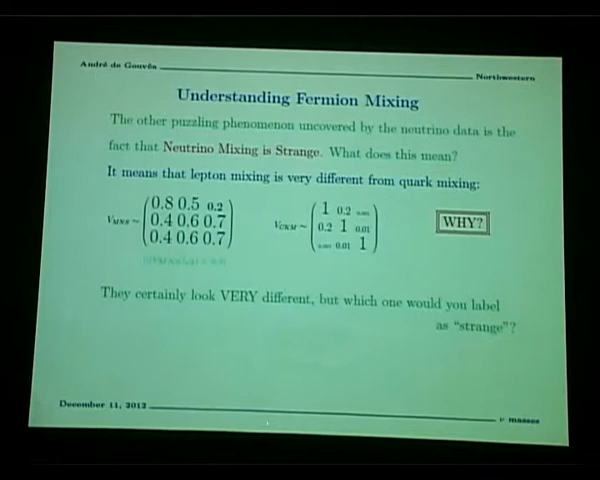 André de Gouvêa
Northwestern
Understanding Fermion Mixing
The other puzzling phenomenon uncovered by the neutrino data is the
fact that Neutrino Mixing is Strange. What does this mean?
It means that lepton mixing is very different from quark mixing:
V_MNS ~ ( 0.8 0.5 0.2
0.4 0.6 0.7
0.4 0.6 0.7 )
V_CKM ~ ( 1 0.2
0.2 1 0.01
0.01 1 )
WHY?
They certainly look VERY different, but which one would you label
as “strange”?
December 11, 2012
ν masses